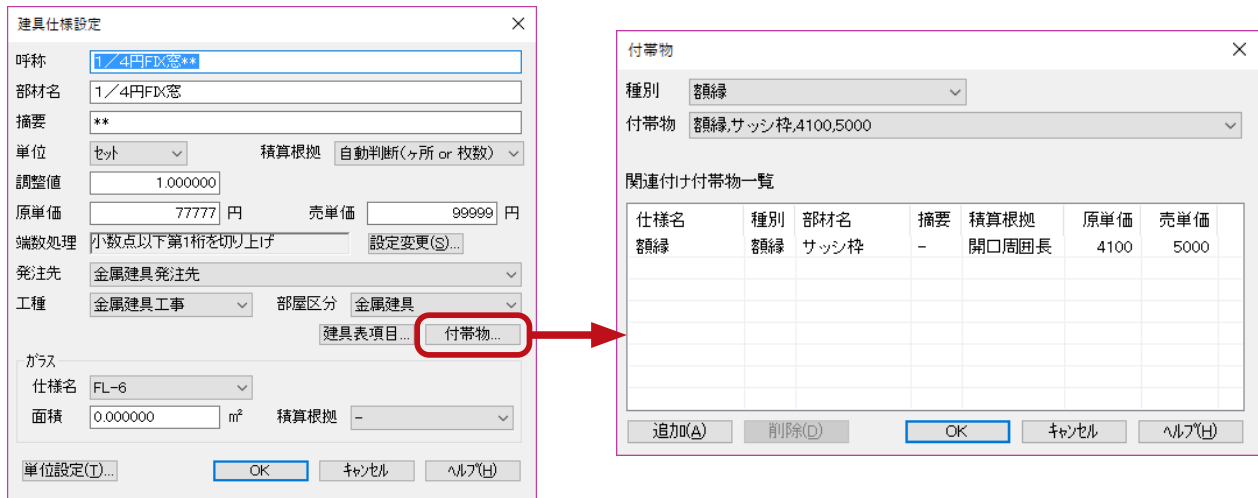 建具仕様設定
呼称 1／4円FIX窓**
部材名 1／4円FIX窓
摘要 **
単位 ｾｯﾄ 積算根拠 自動判断(ヶ所 or 枚数)
調整値 1.000000
原単価 77777 円 売単価 99999 円
端数処理 小数点以下第1桁を切り上げ 設定変更(S)...
発注先 金属建具発注先
工種 金属建具工事 部屋区分 金属建具
建具表項目... 付帯物...
ｶﾞﾗｽ
仕様名 FL-6
面積 0.000000 m² 積算根拠 -
単位設定(T)... OK ｷｬﾝｾﾙ ﾍﾙﾌﾟ(H)
付帯物
種別 額縁
付帯物 額縁,サッシ枠,4100,5000
関連付け付帯物一覧
仕様名 種別 部材名 摘要 積算根拠 原単価 売単価
額縁 額縁 サッシ枠 - 開口周囲長 4100 5000
追加(A) 削除(D) OK ｷｬﾝｾﾙ ﾍﾙﾌﾟ(H)